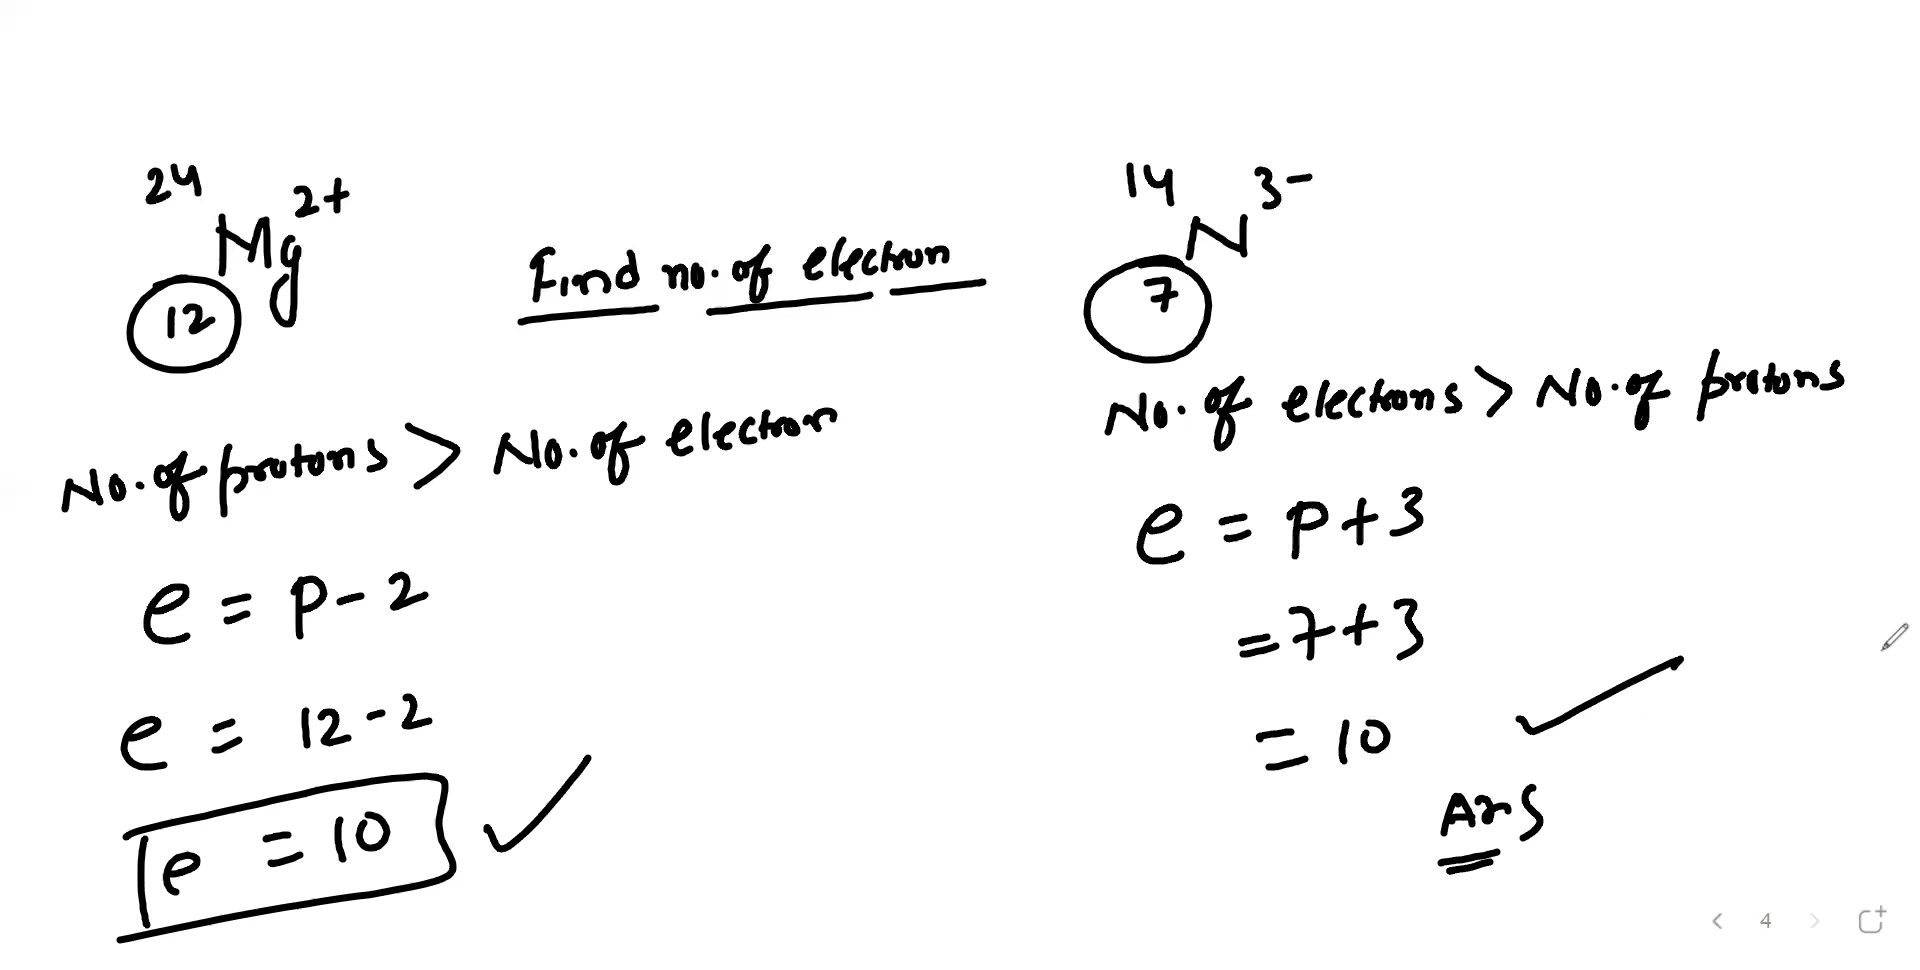 24
Mg 2+
12
Find no. of electron
No. of protons > No. of electron
e = p - 2
e = 12 - 2
e = 10
14
N 3-
7
No. of electrons > No. of protons
e = p + 3
= 7 + 3
= 10
Ans
< 4 >